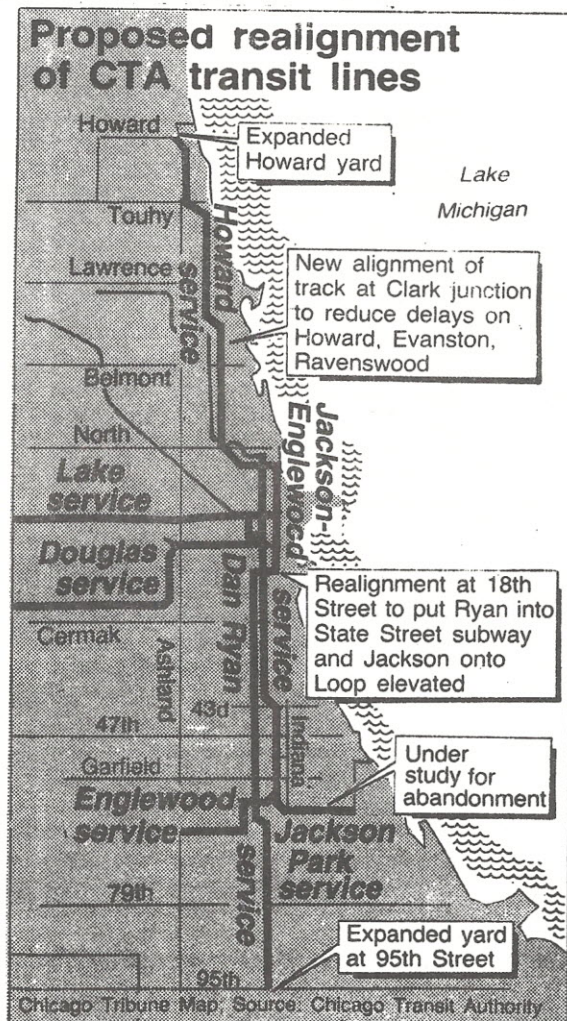 Proposed realignment
of CTA transit lines
Howard
Expanded
Howard yard
Lake
Michigan
Touhy
Howard
service
Lawrence
New alignment of
track at Clark junction
to reduce delays on
Howard, Evanston,
Ravenswood
Belmont
North
Jackson-
Englewood
service
Lake
service
Douglas
service
Dan Ryan
service
Realignment at 18th
Street to put Ryan into
State Street subway
and Jackson onto
Loop elevated
Cermak
Ashland
43d
47th
Indiana
Garfield
Under
study for
abandonment
Englewood
service
Jackson
Park
service
79th
Expanded yard
at 95th Street
95th
Chicago Tribune Map; Source: Chicago Transit Authority